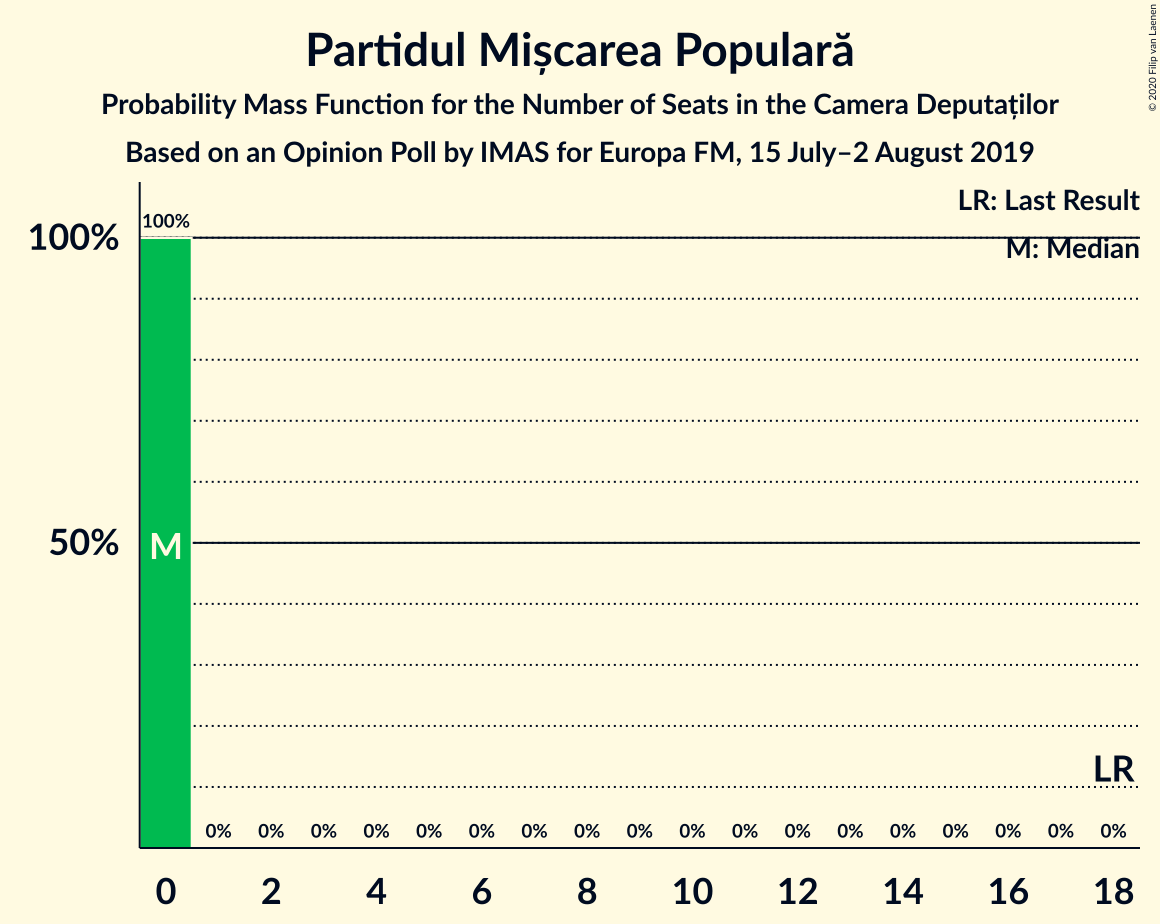 Partidul Mișcarea Populară
Probability Mass Function for the Number of Seats in the Camera Deputaților
Based on an Opinion Poll by IMAS for Europa FM, 15 July–2 August 2019
© 2020 Filip van Laenen
LR: Last Result
M: Median
100%
100%
50%
M
LR
0% 0% 0% 0% 0% 0% 0% 0% 0% 0% 0% 0% 0% 0% 0% 0% 0% 0%
0 2 4 6 8 10 12 14 16 18